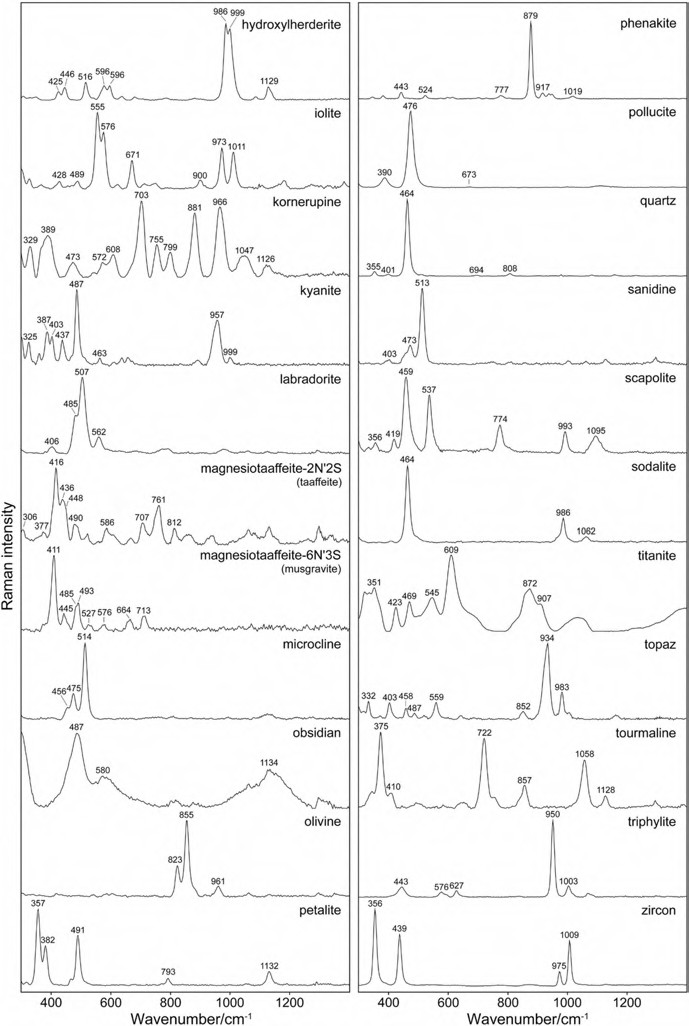 hydroxylherderite
986 999
425 446 516 596 596 1129
iolite
555 576 671 973 1011
428 489 900
kornerupine
703 881 966
329 389 473 572 608 755 799 1047 1126
kyanite
487
325 387 403 437 463 957 999
labradorite
507
485
406 562
magnesiotaaffeite-2N'2S
(taaffeite)
416
436
448
306 377 490 586 707 761 812
magnesiotaaffeite-6N'3S
(musgravite)
411
485 493
445 527 576 664 713
microcline
514
456 475
obsidian
487
580 1134
olivine
855
823 961
petalite
357
382 491 793 1132
400 600 800 1000 1200
Wavenumber/cm-1
Raman intensity
phenakite
879
443 524 777 917 1019
pollucite
476
390 673
quartz
464
355 401 694 808
sanidine
513
403 473
scapolite
459
537
356 419 774 993 1095
sodalite
464
986 1062
titanite
609
351 423 469 545 872 907
topaz
934
332 403 458 487 559 852 983
tourmaline
375 722
410 857 1058 1128
triphylite
950
443 576 627 1003
zircon
356
439 1009
975
400 600 800 1000 1200
Wavenumber/cm-1